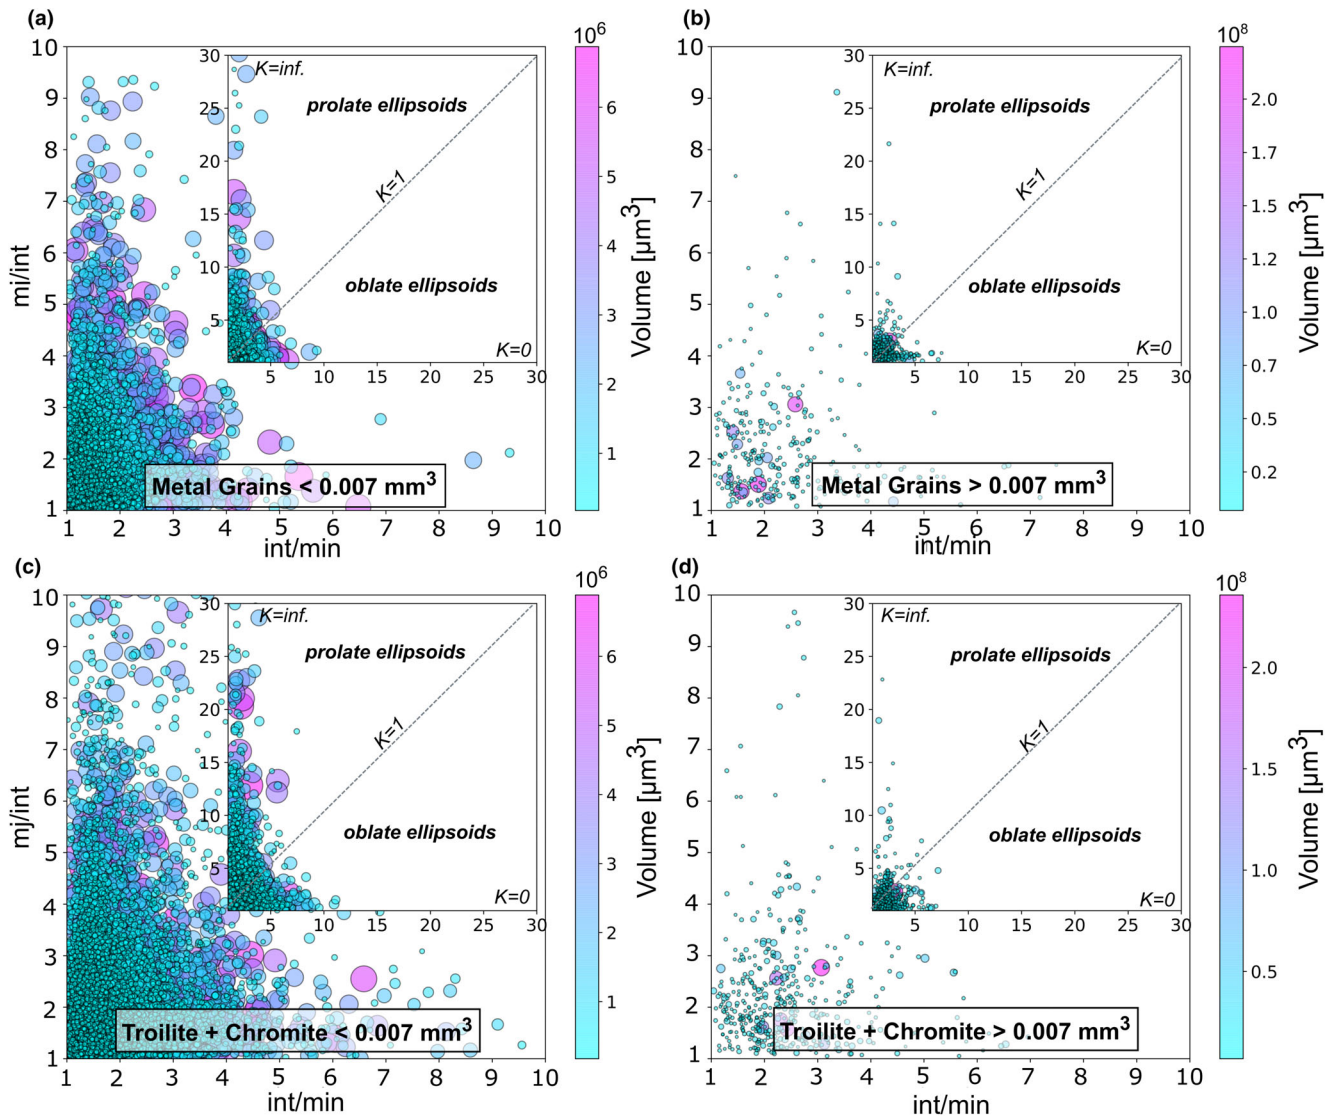 (a)
10^6
10
9
8
7
6
5
4
3
2
1
mj/int
1 2 3 4 5 6 7 8 9 10
int/min
30
25
20
15
10
5
5 10 15 20 25 30
K=inf.
prolate ellipsoids
K=1
oblate ellipsoids
K=0
Metal Grains < 0.007 mm³
6
5
4
3
2
1
Volume [µm³]
(b)
10^8
10
9
8
7
6
5
4
3
2
1
1 2 3 4 5 6 7 8 9 10
int/min
30
25
20
15
10
5
5 10 15 20 25 30
K=inf.
prolate ellipsoids
K=1
oblate ellipsoids
K=0
Metal Grains > 0.007 mm³
2.0
1.7
1.5
1.2
1.0
0.7
0.5
0.2
Volume [µm³]
(c)
10^6
10
9
8
7
6
5
4
3
2
1
mj/int
1 2 3 4 5 6 7 8 9 10
int/min
30
25
20
15
10
5
5 10 15 20 25 30
K=inf.
prolate ellipsoids
K=1
oblate ellipsoids
K=0
Troilite + Chromite < 0.007 mm³
6
5
4
3
2
1
Volume [µm³]
(d)
10^8
10
9
8
7
6
5
4
3
2
1
1 2 3 4 5 6 7 8 9 10
int/min
30
25
20
15
10
5
5 10 15 20 25 30
K=inf.
prolate ellipsoids
K=1
oblate ellipsoids
K=0
Troilite + Chromite > 0.007 mm³
2.0
1.5
1.0
0.5
Volume [µm³]